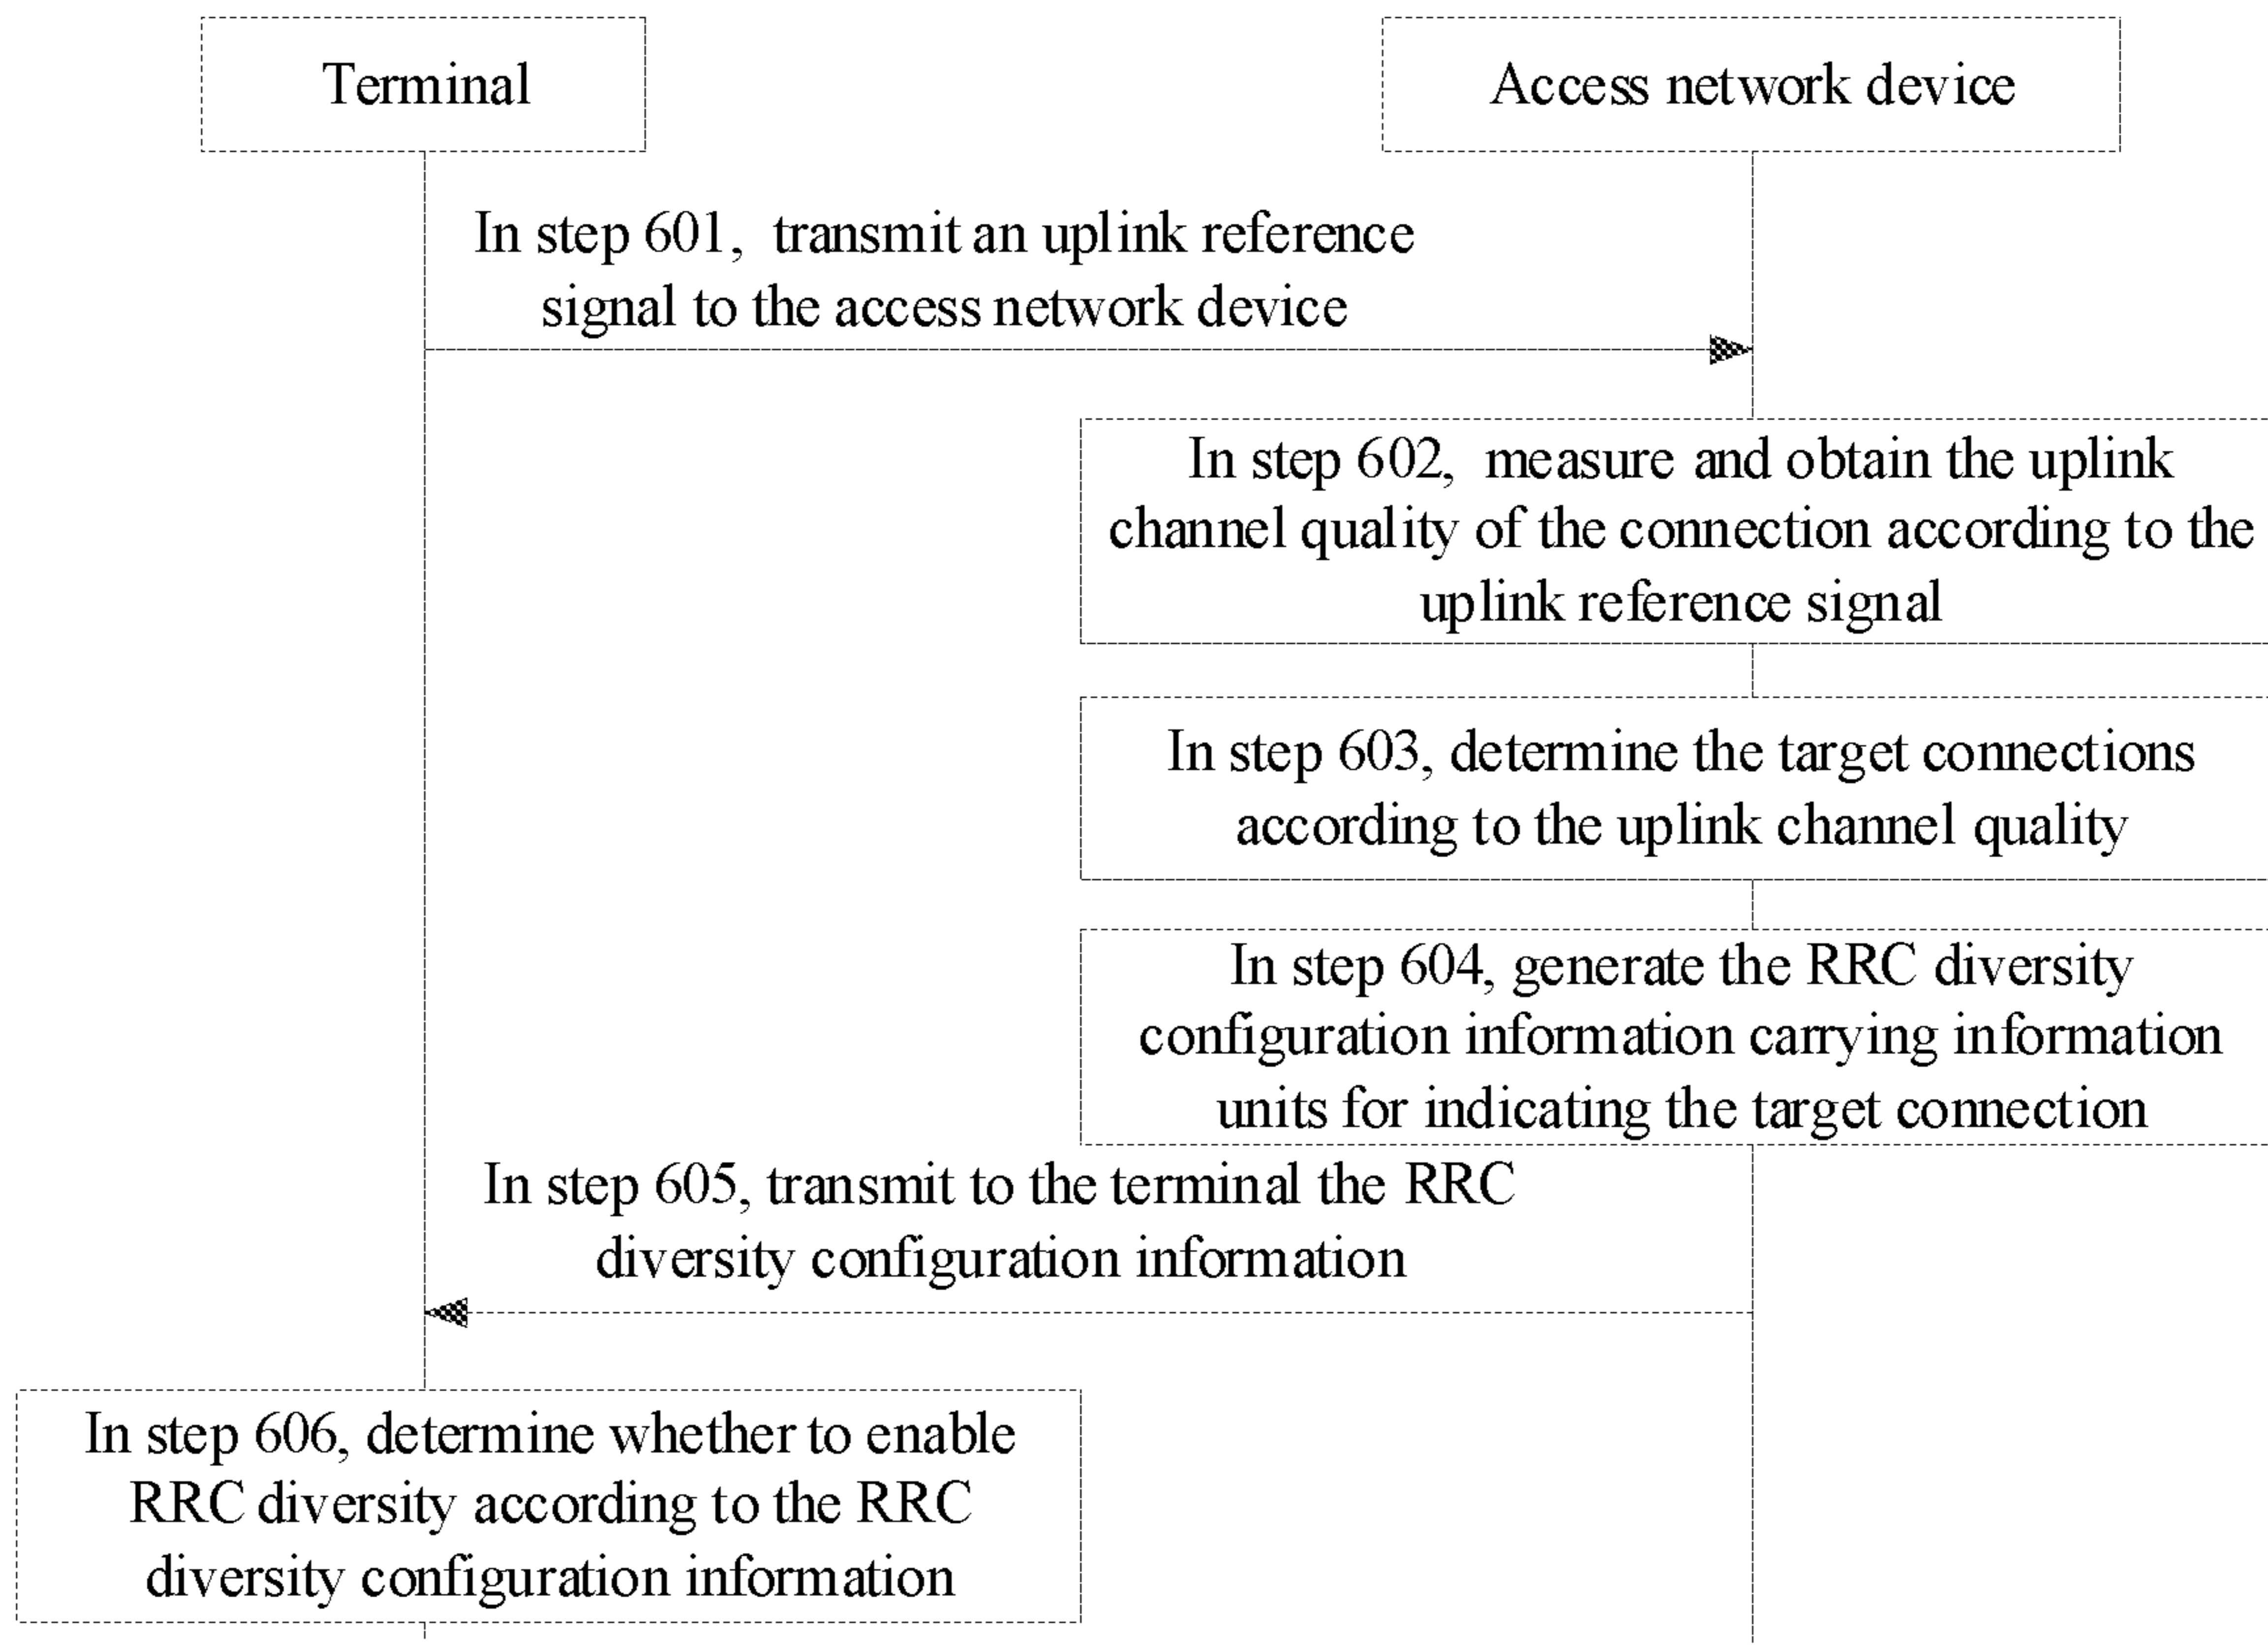 Terminal
Access network device
In step 601, transmit an uplink reference
signal to the access network device
In step 602, measure and obtain the uplink
channel quality of the connection according to the
uplink reference signal
In step 603, determine the target connections
according to the uplink channel quality
In step 604, generate the RRC diversity
configuration information carrying information
units for indicating the target connection
In step 605, transmit to the terminal the RRC
diversity configuration information
In step 606, determine whether to enable
RRC diversity according to the RRC
diversity configuration information